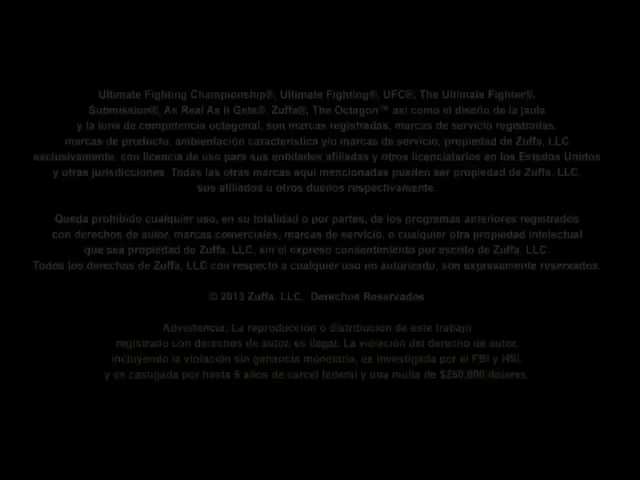 Ultimate Fighting Championship®, Ultimate Fighting®, UFC®, The Ultimate Fighter®,
Submission®, As Real As It Gets®, Zuffa®, The Octagon™ así como el diseño de la jaula
y la lona de competencia octagonal, son marcas registradas, marcas de servicio registradas,
marcas de producto, ambientación característica y/o marcas de servicio, propiedad de Zuffa, LLC
exclusivamente, con licencia de uso para sus entidades afiliadas y otros licenciatarios en los Estados Unidos
y otras jurisdicciones. Todas las otras marcas aquí mencionadas pueden ser propiedad de Zuffa, LLC,
sus afiliados u otros dueños respectivamente.
Queda prohibido cualquier uso, en su totalidad o por partes, de los programas anteriores registrados
con derechos de autor, marcas comerciales, marcas de servicio, o cualquier otra propiedad intelectual
que sea propiedad de Zuffa, LLC, sin el expreso consentimiento por escrito de Zuffa, LLC.
Todos los derechos de Zuffa, LLC con respecto a cualquier uso no autorizado, son expresamente reservados.
© 2013 Zuffa, LLC. Derechos Reservados
Advertencia. La reproducción o distribución de este trabajo
registrado con derechos de autor, es ilegal. La violación del derecho de autor,
incluyendo la violación sin ganancia monetaria, es investigada por el FBI y HSI
y es castigada por hasta 5 años de cárcel federal y una multa de $250,000 dólares.